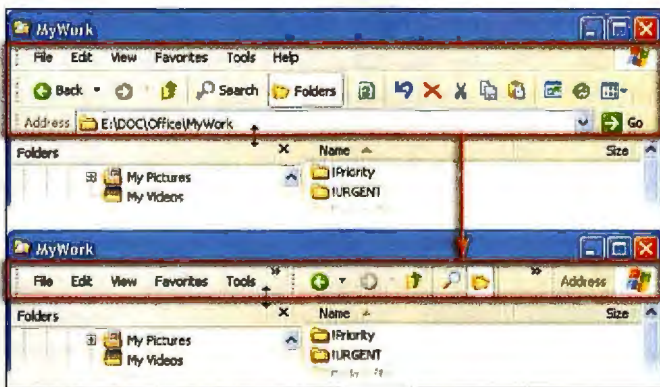 MyWork
File Edit View Favorites Tools Help
Back Search Folders
Address E:\DOC\Office\MyWork Go
Folders × Name Size
My Pictures !Priority
My Videos !URGENT
MyWork
File Edit View Favorites Tools » » Address
Folders × Name Size
My Pictures !Priority
My Videos !URGENT